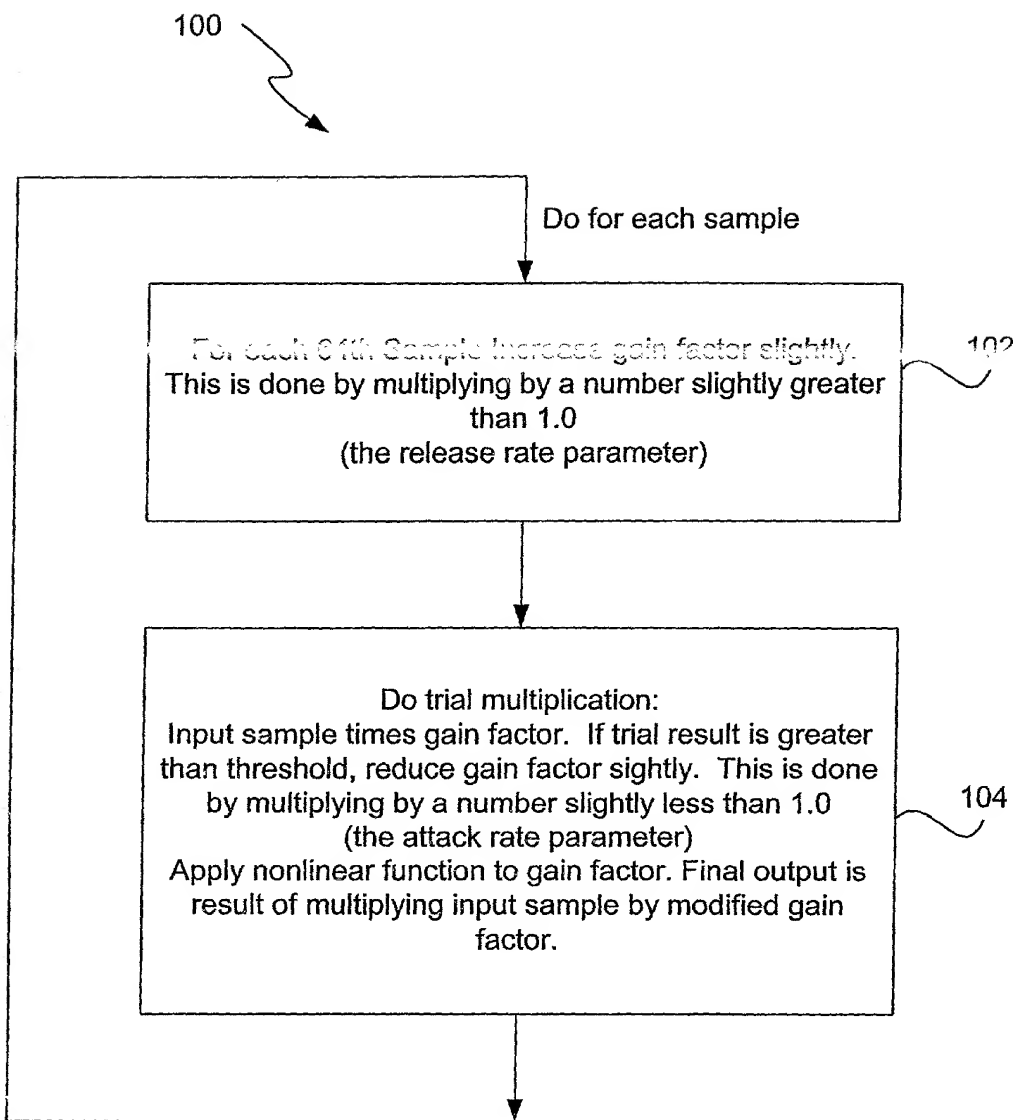 100
Do for each sample
For each 64th Sample increase gain factor slightly.
102
This is done by multiplying by a number slightly greater
than 1.0
(the release rate parameter)
Do trial multiplication:
Input sample times gain factor. If trial result is greater
than threshold, reduce gain factor sightly. This is done
by multiplying by a number slightly less than 1.0
104
(the attack rate parameter)
Apply nonlinear function to gain factor. Final output is
result of multiplying input sample by modified gain
factor.